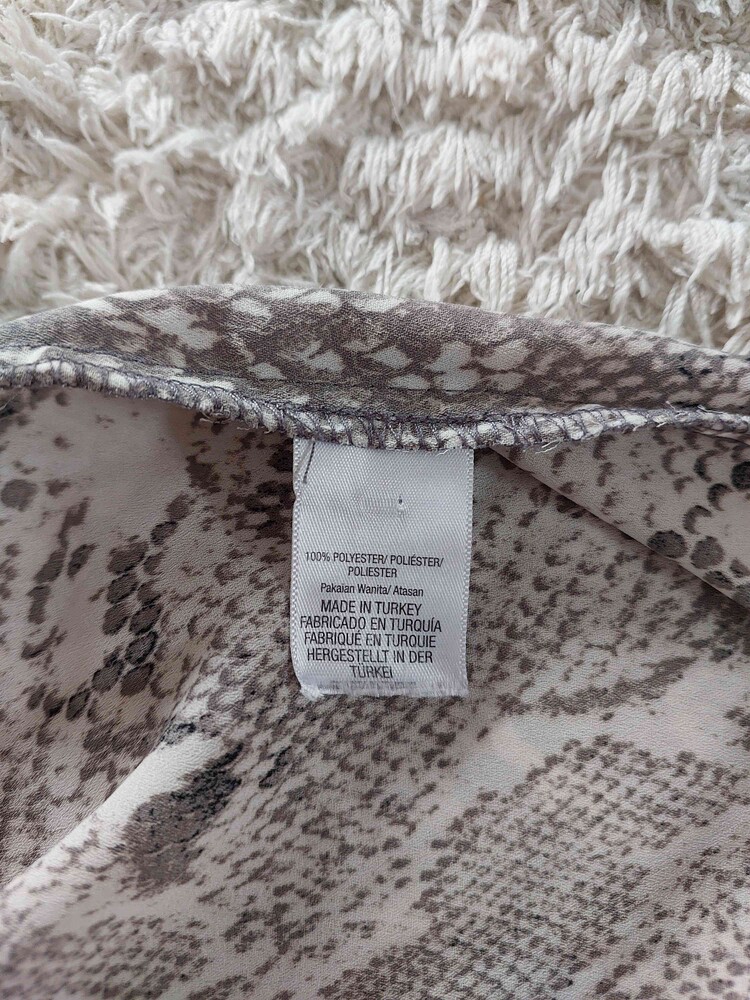 100% POLYESTER/ POLIÉSTER/
POLIESTER
Pakaian Wanita/ Atasan
MADE IN TURKEY
FABRICADO EN TURQUÍA
FABRIQUÉ EN TURQUIE
HERGESTELLT IN DER
TÜRKEI